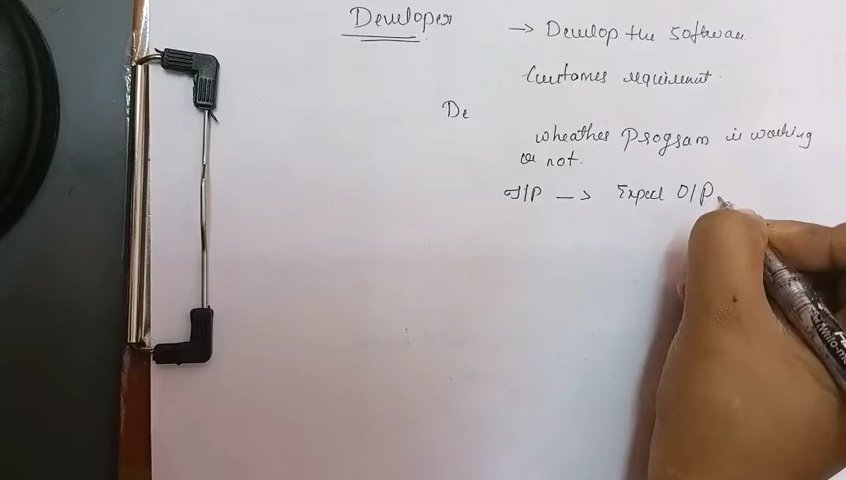 Developer → Develop the software
Customer requirement.
De
wheather program is working
or not.
I/P → Expect O/P